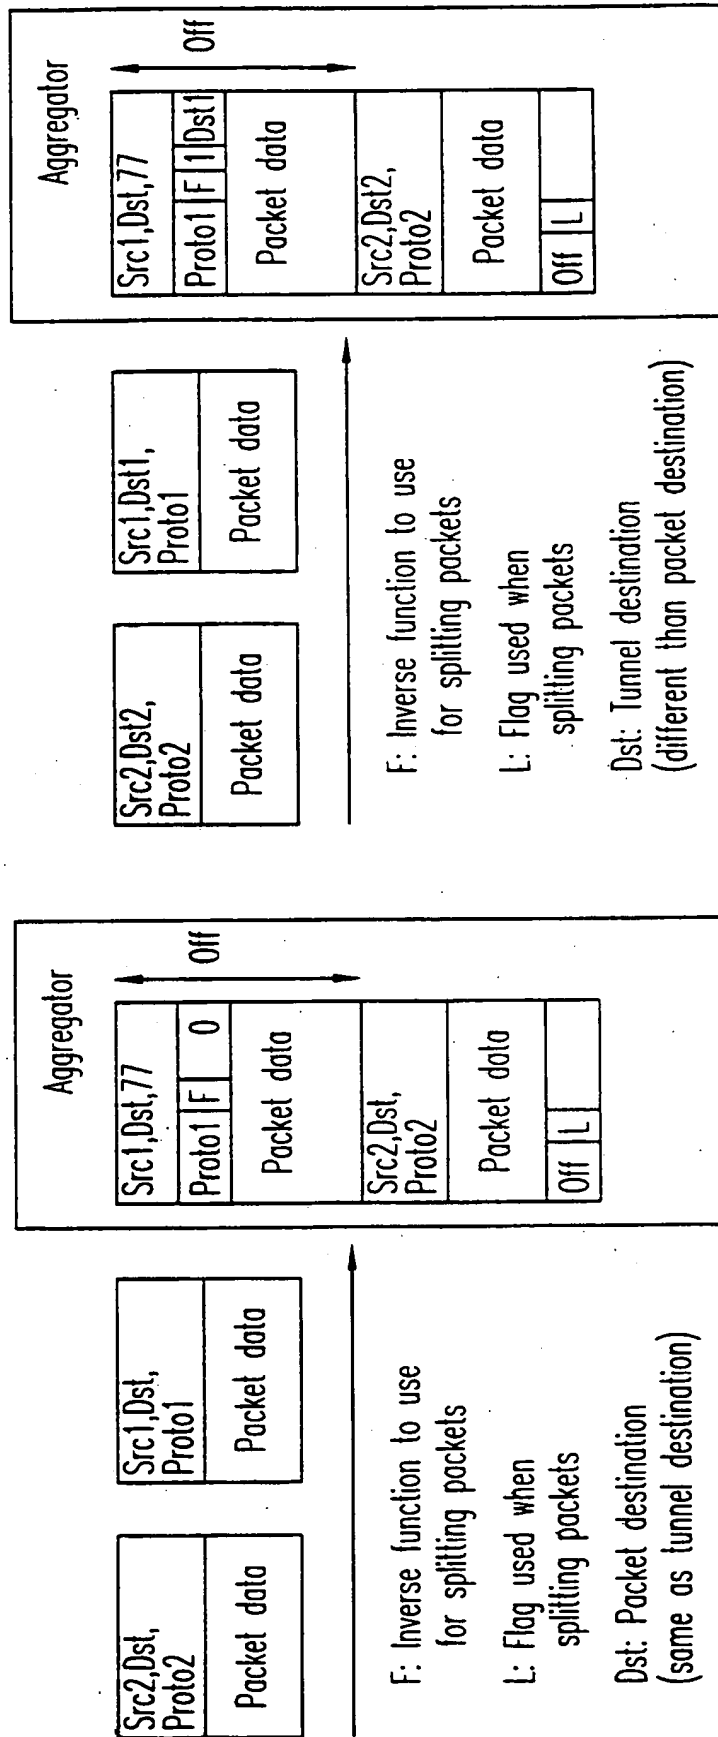 Aggregator
Src2,Dst,
Proto2
Packet data
Src1,Dst,
Proto1
Packet data
Src1,Dst,77
Proto1 F 0
Packet data
Src2,Dst,
Proto2
Packet data
Off L
Off
F: Inverse function to use
for splitting packets
L: Flag used when
splitting packets
Dst: Packet destination
(same as tunnel destination)
Aggregator
Src2,Dst2,
Proto2
Packet data
Src1,Dst1,
Proto1
Packet data
Src1,Dst,77
Proto1 F 1 Dst1
Packet data
Src2,Dst2,
Proto2
Packet data
Off L
Off
F: Inverse function to use
for splitting packets
L: Flag used when
splitting packets
Dst: Tunnel destination
(different than packet destination)